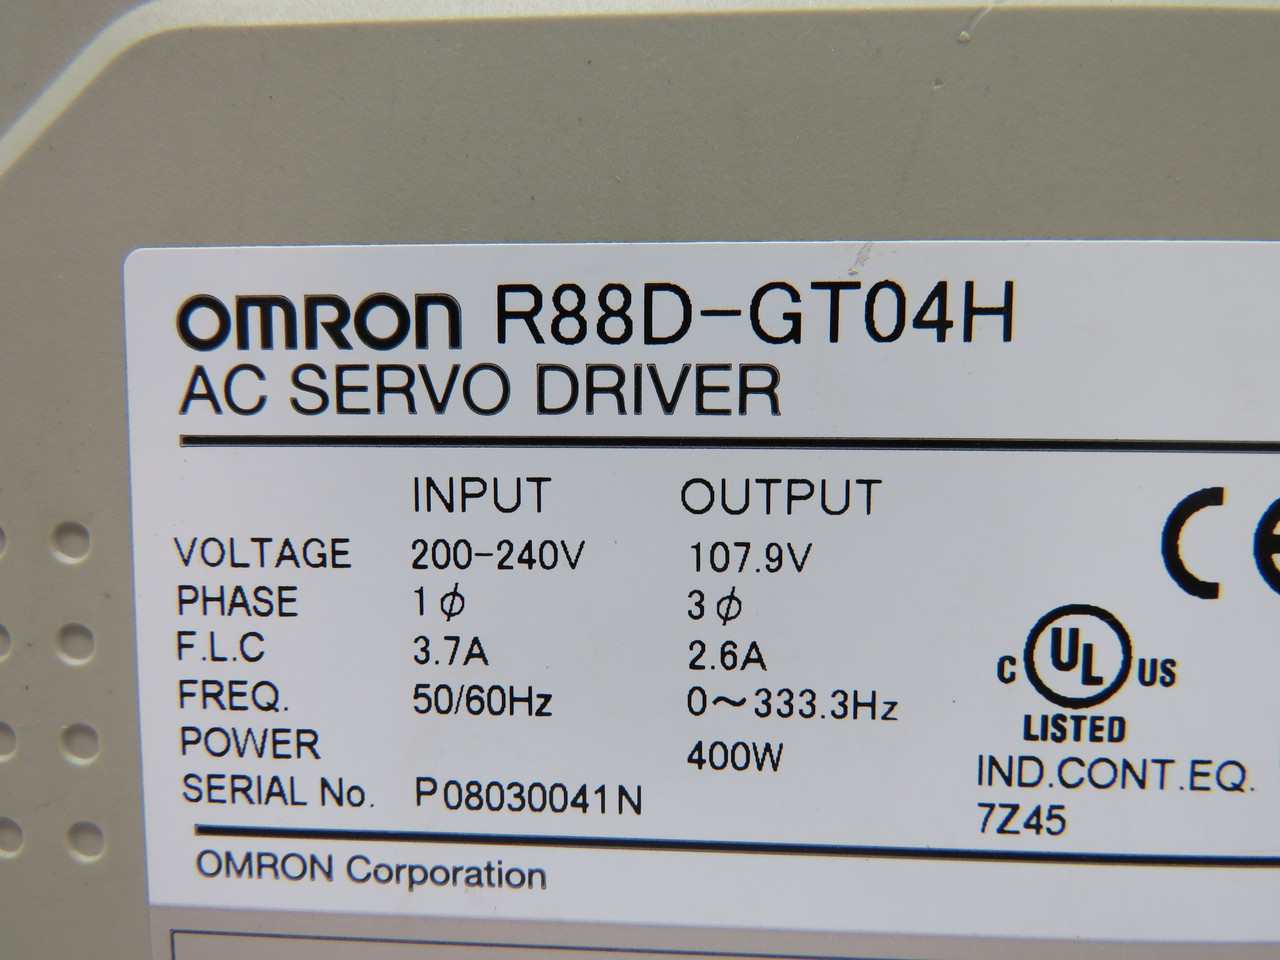 OMRON R88D-GT04H
AC SERVO DRIVER
INPUT OUTPUT
VOLTAGE 200-240V 107.9V
PHASE 1ϕ 3ϕ
F.L.C 3.7A 2.6A
FREQ. 50/60Hz 0～333.3Hz
POWER 400W
SERIAL No. P08030041N
CE
C UL US
LISTED
IND.CONT.EQ.
7Z45
OMRON Corporation